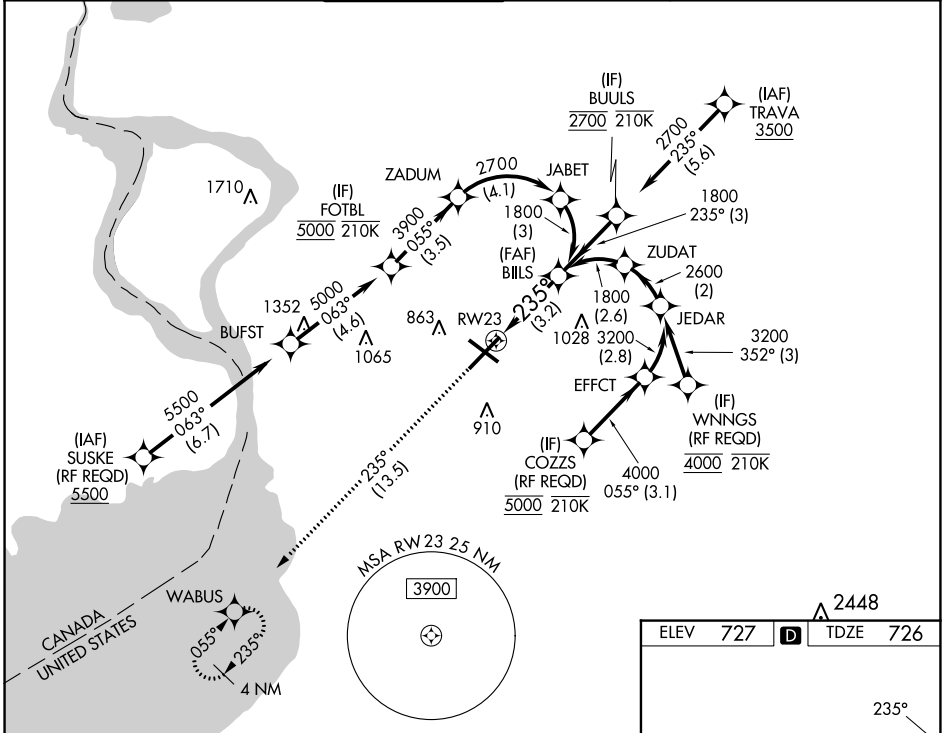 (IF)
BUULS
2700 210K
(IAF)
TRAVA
3500
2700
235°
(5.6)
ZADUM
2700
(4.1)
JABET
1710
(IF)
FOTBL
5000 210K
3900
055°
(3.5)
1800
(3)
1800
235° (3)
(FAF)
BIILS
ZUDAT
2600
(2)
1352
5000
063°
(4.6)
BUFST
1065
863
RW23
235°
(3.2)
1028
1800
(2.6)
JEDAR
3200
(2.8)
3200
352° (3)
EFFCT
5500
063°
(6.7)
(IAF)
SUSKE
(RF REQD)
5500
910
(IF)
WNNGS
(RF REQD)
4000 210K
(IF)
COZZS
(RF REQD)
5000 210K
4000
055° (3.1)
235°
(13.5)
MSA RW 23 25 NM
3900
WABUS
055°
235°
4 NM
CANADA
UNITED STATES
2448
ELEV 727 D TDZE 726
235°